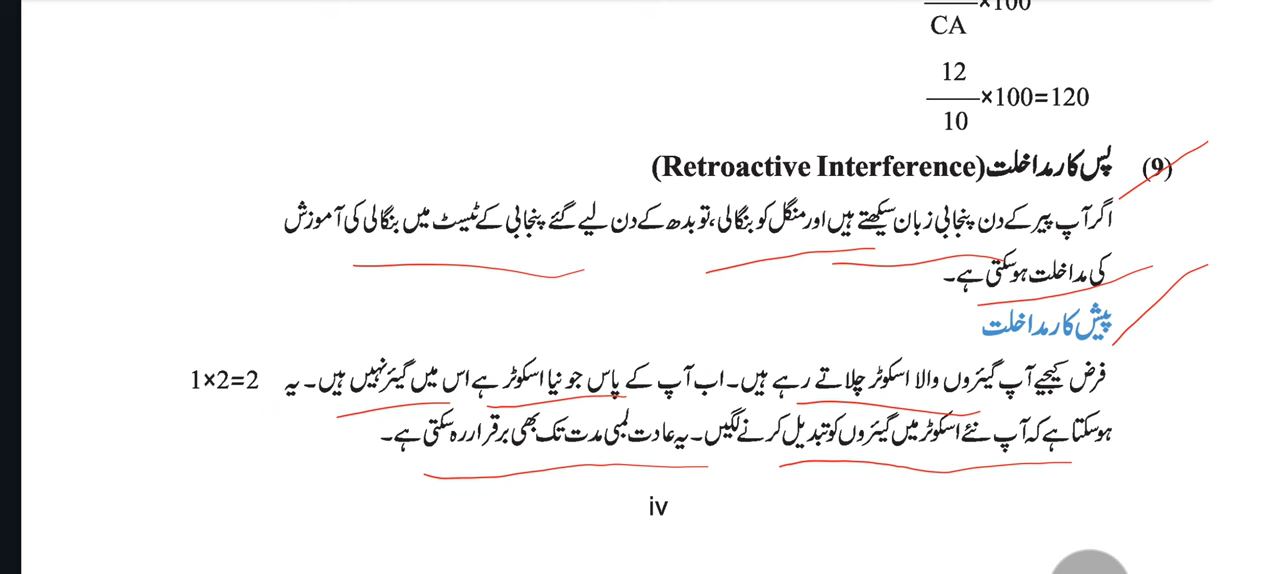 ×100
CA
12
×100=120
10
(9) پس کار مداخلت (Retroactive Interference)
اگر آپ پیر کے دن پنجابی زبان سیکھتے ہیں اور منگل کو بنگالی، تو بدھ کے دن لیے گئے پنجابی کے ٹیسٹ میں بنگالی کی آموزش
کی مداخلت ہو سکتی ہے۔
پیش کار مداخلت
فرض کیجیے آپ گیئروں والا اسکوٹر چلاتے رہے ہیں۔ اب آپ کے پاس جو نیا اسکوٹر ہے اس میں گیئر نہیں ہیں۔ یہ 1×2=2
ہو سکتا ہے کہ آپ نئے اسکوٹر میں گیئروں کو تبدیل کرنے لگیں۔ یہ عادت لمبی مدت تک بھی برقرار رہ سکتی ہے۔
iv